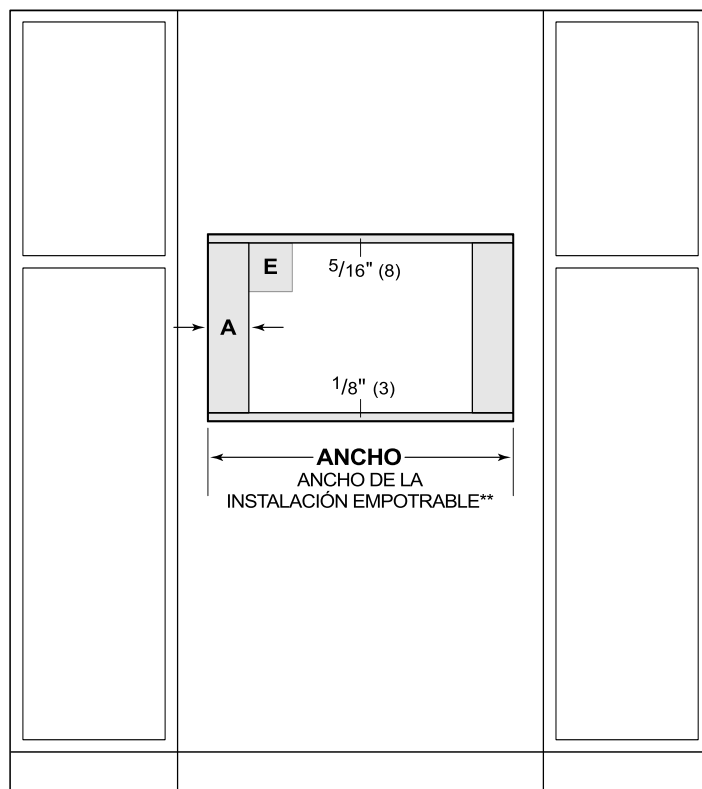 E
5/16" (8)
A
1/8" (3)
ANCHO
ANCHO DE LA
INSTALACIÓN EMPOTRABLE**